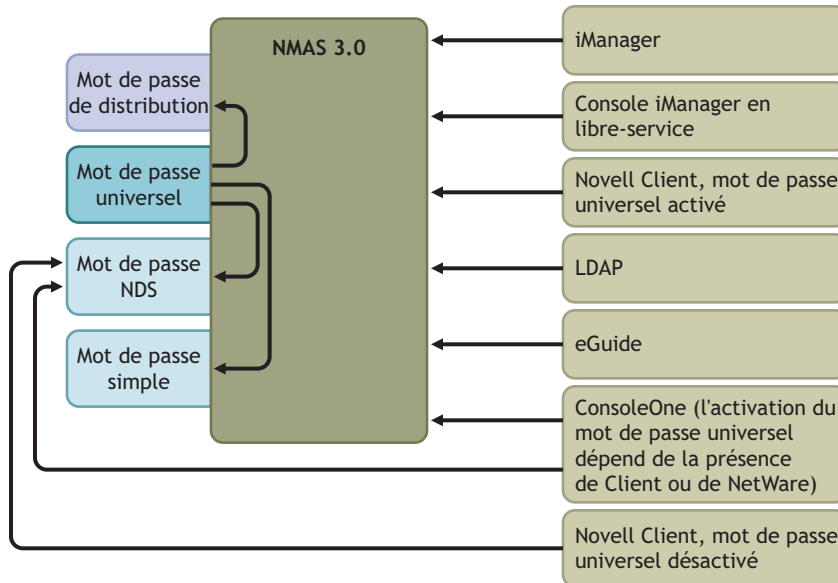 NMAS 3.0
Mot de passe
de distribution
Mot de passe
universel
Mot de passe
NDS
Mot de passe
simple
iManager
Console iManager en
libre-service
Novell Client, mot de passe
universel activé
LDAP
eGuide
ConsoleOne (l'activation du
mot de passe universel
dépend de la présence
de Client ou de NetWare)
Novell Client, mot de passe
universel désactivé